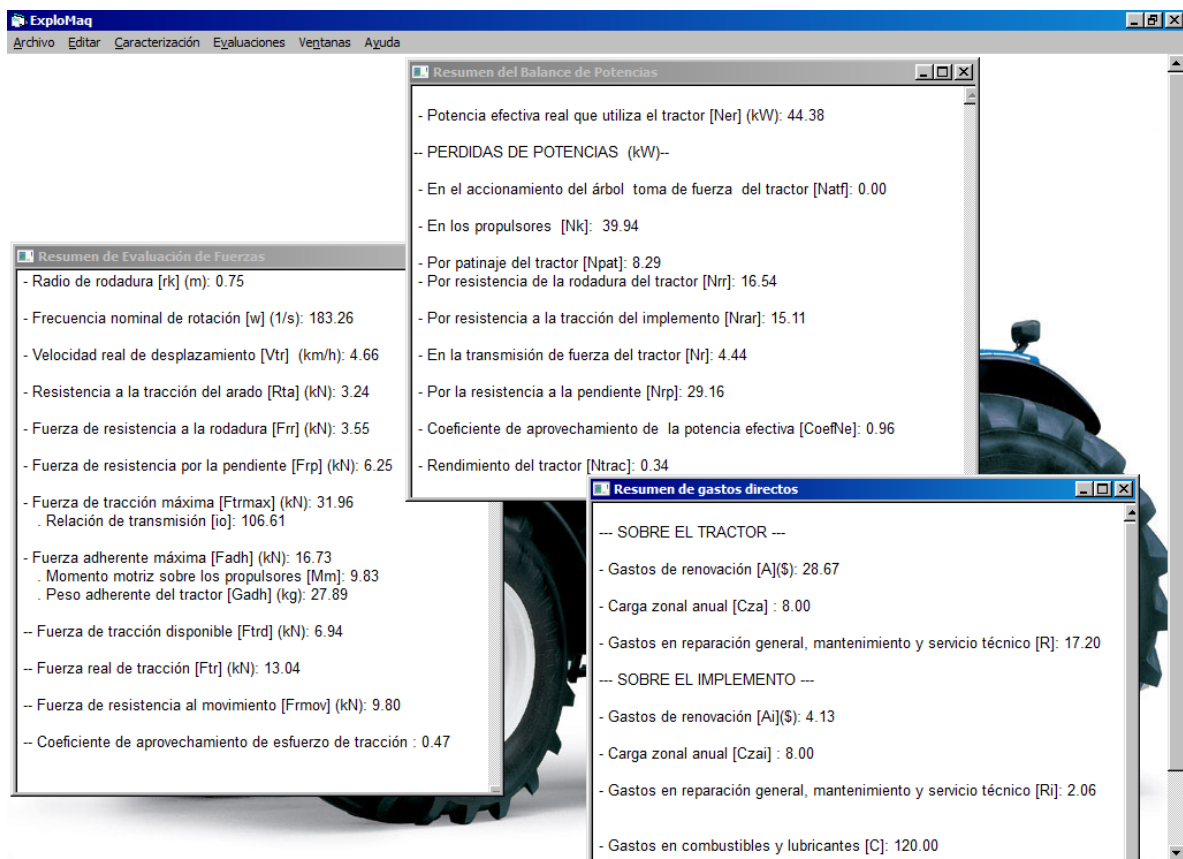 ExploMaq
Archivo Editar Caracterización Evaluaciones Ventanas Ayuda
Resumen del Balance de Potencias
- Potencia efectiva real que utiliza el tractor [Ner] (kW): 44.38
-- PERDIDAS DE POTENCIAS (kW)--
- En el accionamiento del árbol toma de fuerza del tractor [Natf]: 0.00
- En los propulsores [Nk]: 39.94
- Por patinaje del tractor [Npat]: 8.29
- Por resistencia de la rodadura del tractor [Nrr]: 16.54
- Por resistencia a la tracción del implemento [Nrar]: 15.11
- En la transmisión de fuerza del tractor [Nr]: 4.44
- Por la resistencia a la pendiente [Nrp]: 29.16
- Coeficiente de aprovechamiento de la potencia efectiva [CoefNe]: 0.96
- Rendimiento del tractor [Ntrac]: 0.34
Resumen de Evaluación de Fuerzas
- Radio de rodadura [rk] (m): 0.75
- Frecuencia nominal de rotación [w] (1/s): 183.26
- Velocidad real de desplazamiento [Vtr] (km/h): 4.66
- Resistencia a la tracción del arado [Rta] (kN): 3.24
- Fuerza de resistencia a la rodadura [Frr] (kN): 3.55
- Fuerza de resistencia por la pendiente [Frp] (kN): 6.25
- Fuerza de tracción máxima [Ftrmax] (kN): 31.96
. Relación de transmisión [io]: 106.61
- Fuerza adherente máxima [Fadh] (kN): 16.73
. Momento motriz sobre los propulsores [Mm]: 9.83
. Peso adherente del tractor [Gadh] (kg): 27.89
-- Fuerza de tracción disponible [Ftrd] (kN): 6.94
-- Fuerza real de tracción [Ftr] (kN): 13.04
-- Fuerza de resistencia al movimiento [Frmov] (kN): 9.80
-- Coeficiente de aprovechamiento de esfuerzo de tracción : 0.47
Resumen de gastos directos
--- SOBRE EL TRACTOR ---
- Gastos de renovación [A]($): 28.67
- Carga zonal anual [Cza] : 8.00
- Gastos en reparación general, mantenimiento y servicio técnico [R]: 17.20
--- SOBRE EL IMPLEMENTO ---
- Gastos de renovación [Ai]($): 4.13
- Carga zonal anual [Czai] : 8.00
- Gastos en reparación general, mantenimiento y servicio técnico [Ri]: 2.06
- Gastos en combustibles y lubricantes [C]: 120.00